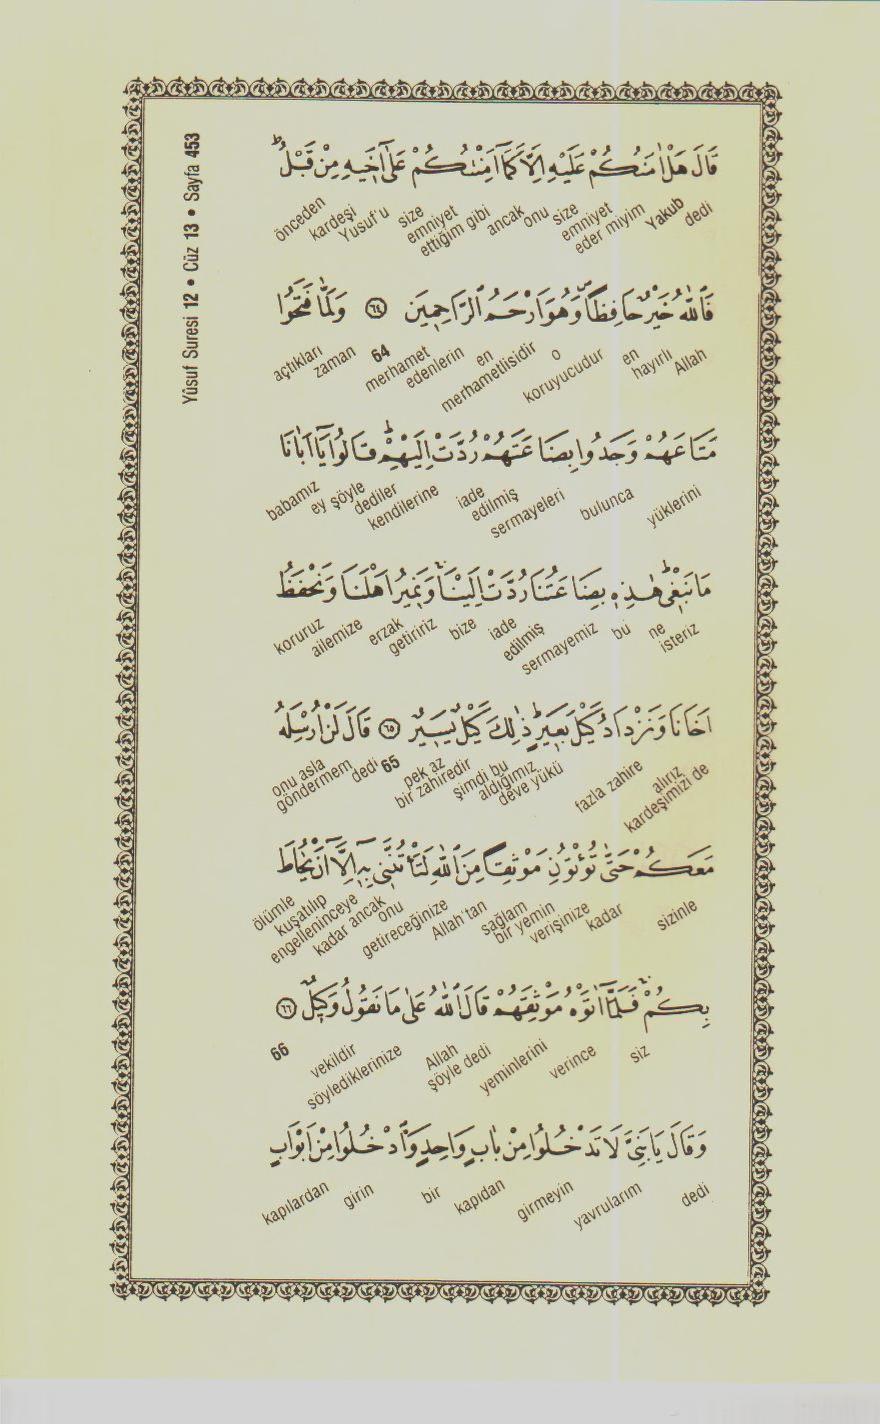 Yûsuf Suresi 12 • Cüz 13 • Sayfa 453
قَالَ هَلْ اٰمَنُكُمْ عَلَيْهِ اِلَّا كَمَٓا اَمِنْتُكُمْ عَلٰٓى اَخ۪يهِ مِنْ قَبْلُۜ
dedi Yakub emniyet eder miyim size onu ancak emniyet ettiğim gibi size Yusuf'u kardeşi önceden
فَاللّٰهُ خَيْرٌ حَافِظًاۖ وَهُوَ اَرْحَمُ الرَّاحِم۪ينَ ﴿٦٤﴾ وَلَمَّا فَتَحُوا
Allah hayırlı en koruyucudur o merhametlisidir en edenlerin merhamet 64 zaman açtıkları
مَتَاعَهُمْ وَجَدُوا بِضَاعَتَهُمْ رُدَّتْ اِلَيْهِمْۜ قَالُوا يَٓا اَبَانَا
yüklerini bulunca sermayeleri iade edilmiş kendilerine dediler ey şöyle babamız
مَا نَبْغ۪يۜ هٰذِه۪ بِضَاعَتُنَا رُدَّتْ اِلَيْنَاۚ وَنَم۪يرُ اَهْلَنَا وَنَحْفَظُ
ne isteriz bu sermayemiz iade edilmiş bize getiririz erzak ailemize koruruz
اَخَانَا وَنَزْدَادُ كَيْلَ بَع۪يرٍۜ ذٰلِكَ كَيْلٌ يَس۪يرٌ ﴿٦٥﴾ قَالَ لَنْ اُرْسِلَهُ
alırız kardeşimizi de fazla zahire şimdi bu aldığımız deve yükü pek az bir zahiredir 65 dedi onu asla göndermem
مَعَكُمْ حَتّٰى تُؤْتُونِ مَوْثِقًا مِنَ اللّٰهِ لَتَأْتُنَّن۪ي بِه۪ٓ اِلَّٓا اَنْ يُحَاطَ
sizinle kadar verişinize sağlam bir yemin Allah'tan getireceğinize onu kadar ancak engelleninceye kuşatılıp ölümle
بِكُمْۚ فَلَمَّٓا اٰتَوْهُ مَوْثِقَهُمْ قَالَ اللّٰهُ عَلٰى مَا نَقُولُ وَك۪يلٌ ﴿٦٦﴾
siz verince yeminlerini Allah şöyle dedi söylediklerinize vekildir 66
وَقَالَ يَا بَنِيَّ لَا تَدْخُلُوا مِنْ بَابٍ وَاحِدٍ وَادْخُلُوا مِنْ اَبْوَابٍ
dedi yavrularım girmeyin kapıdan bir girin kapılardan